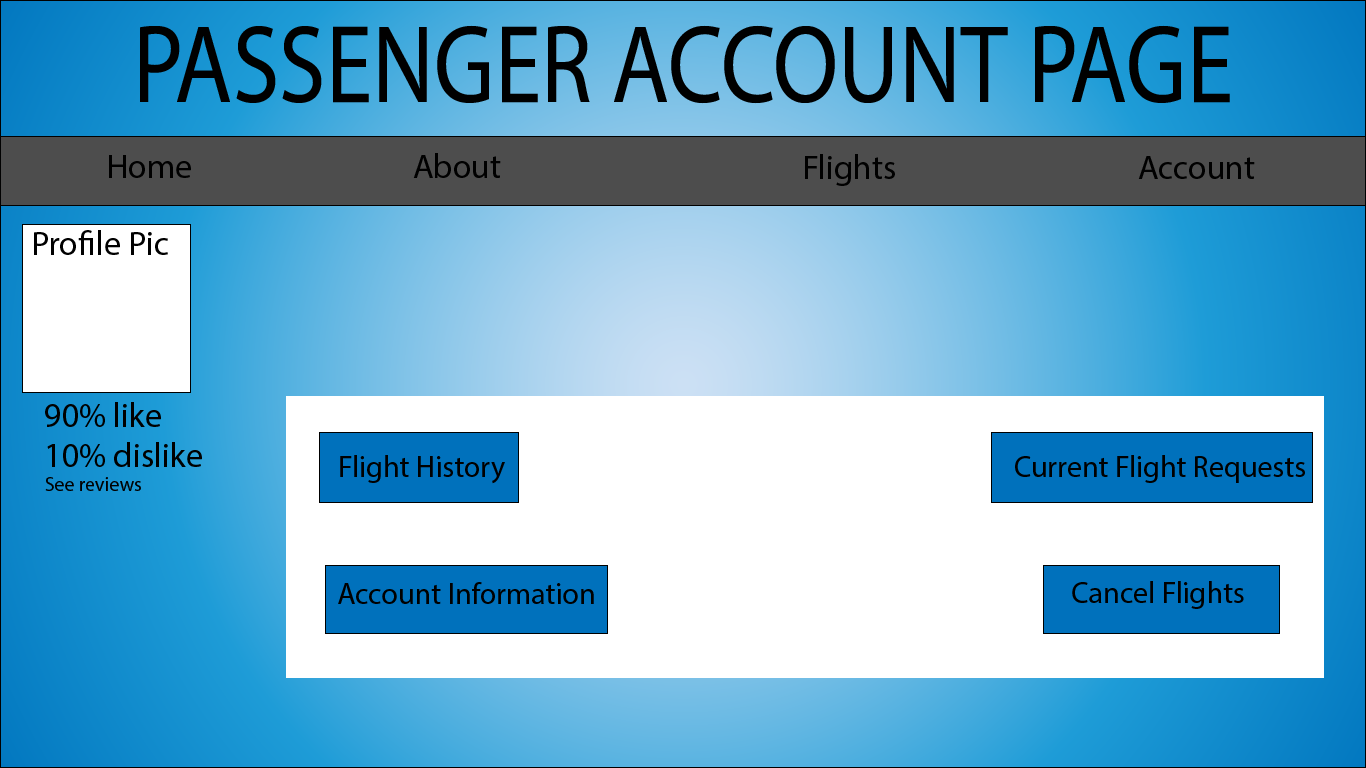 PASSENGER ACCOUNT PAGE
Home About Flights Account
Profile Pic
90% like
10% dislike
See reviews
Flight History Current Flight Requests
Account Information Cancel Flights